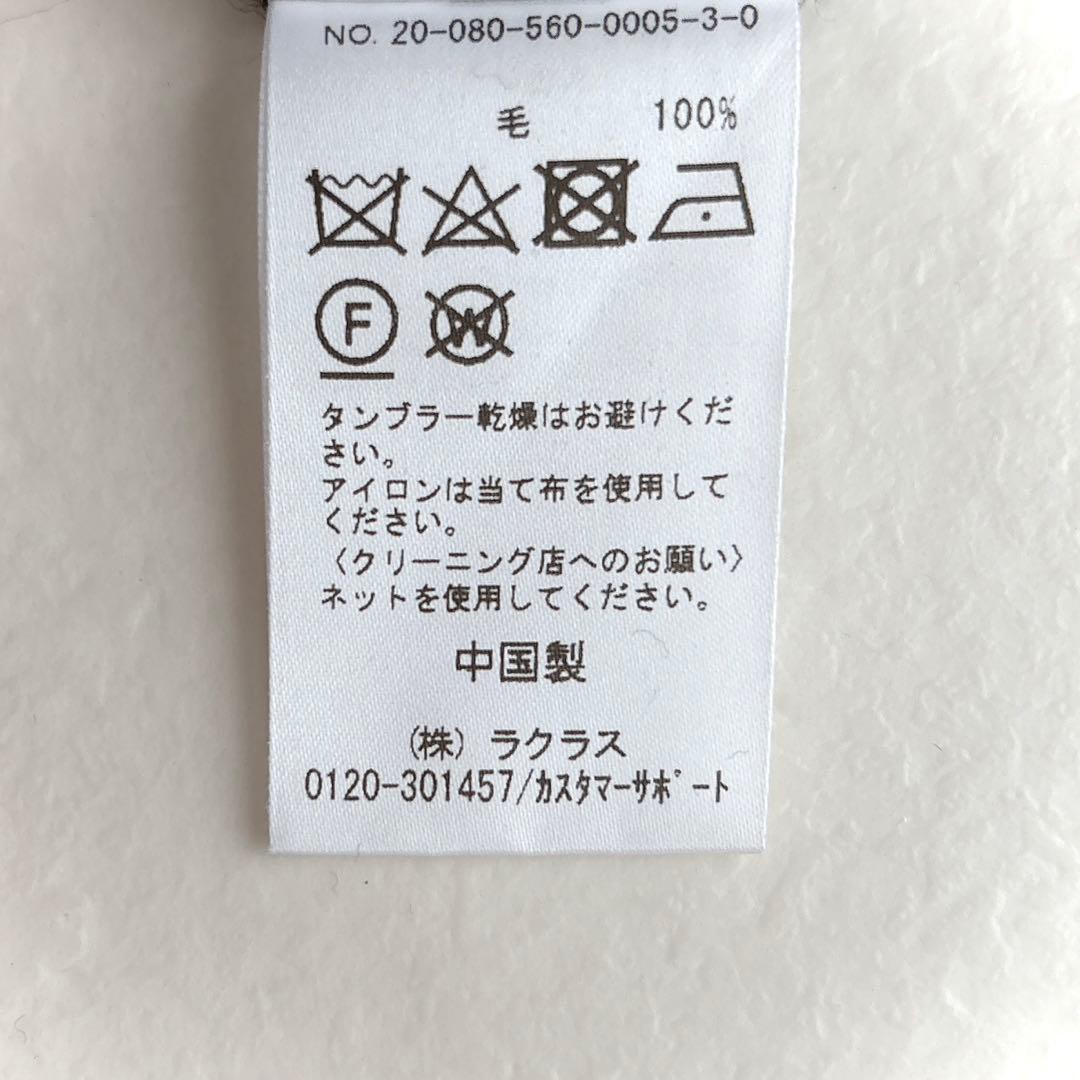 NO. 20-080-560-0005-3-0
毛 100%
F W
タンブラー乾燥はお避けくだ
さい。
アイロンは当て布を使用して
ください。
〈クリーニング店へのお願い〉
ネットを使用してください。
中国製
(株) ラクラス
0120-301457/ｶｽﾀﾏｰｻﾎﾟｰﾄ